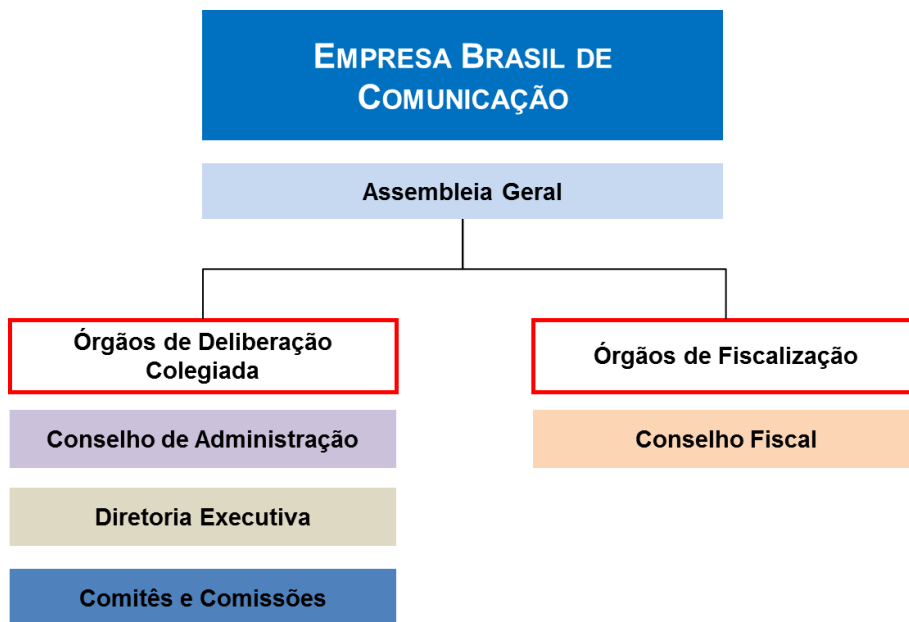 EMPRESA BRASIL DE
COMUNICAÇÃO
Assembleia Geral
Órgãos de Deliberação
Colegiada
Órgãos de Fiscalização
Conselho de Administração
Conselho Fiscal
Diretoria Executiva
Comitês e Comissões